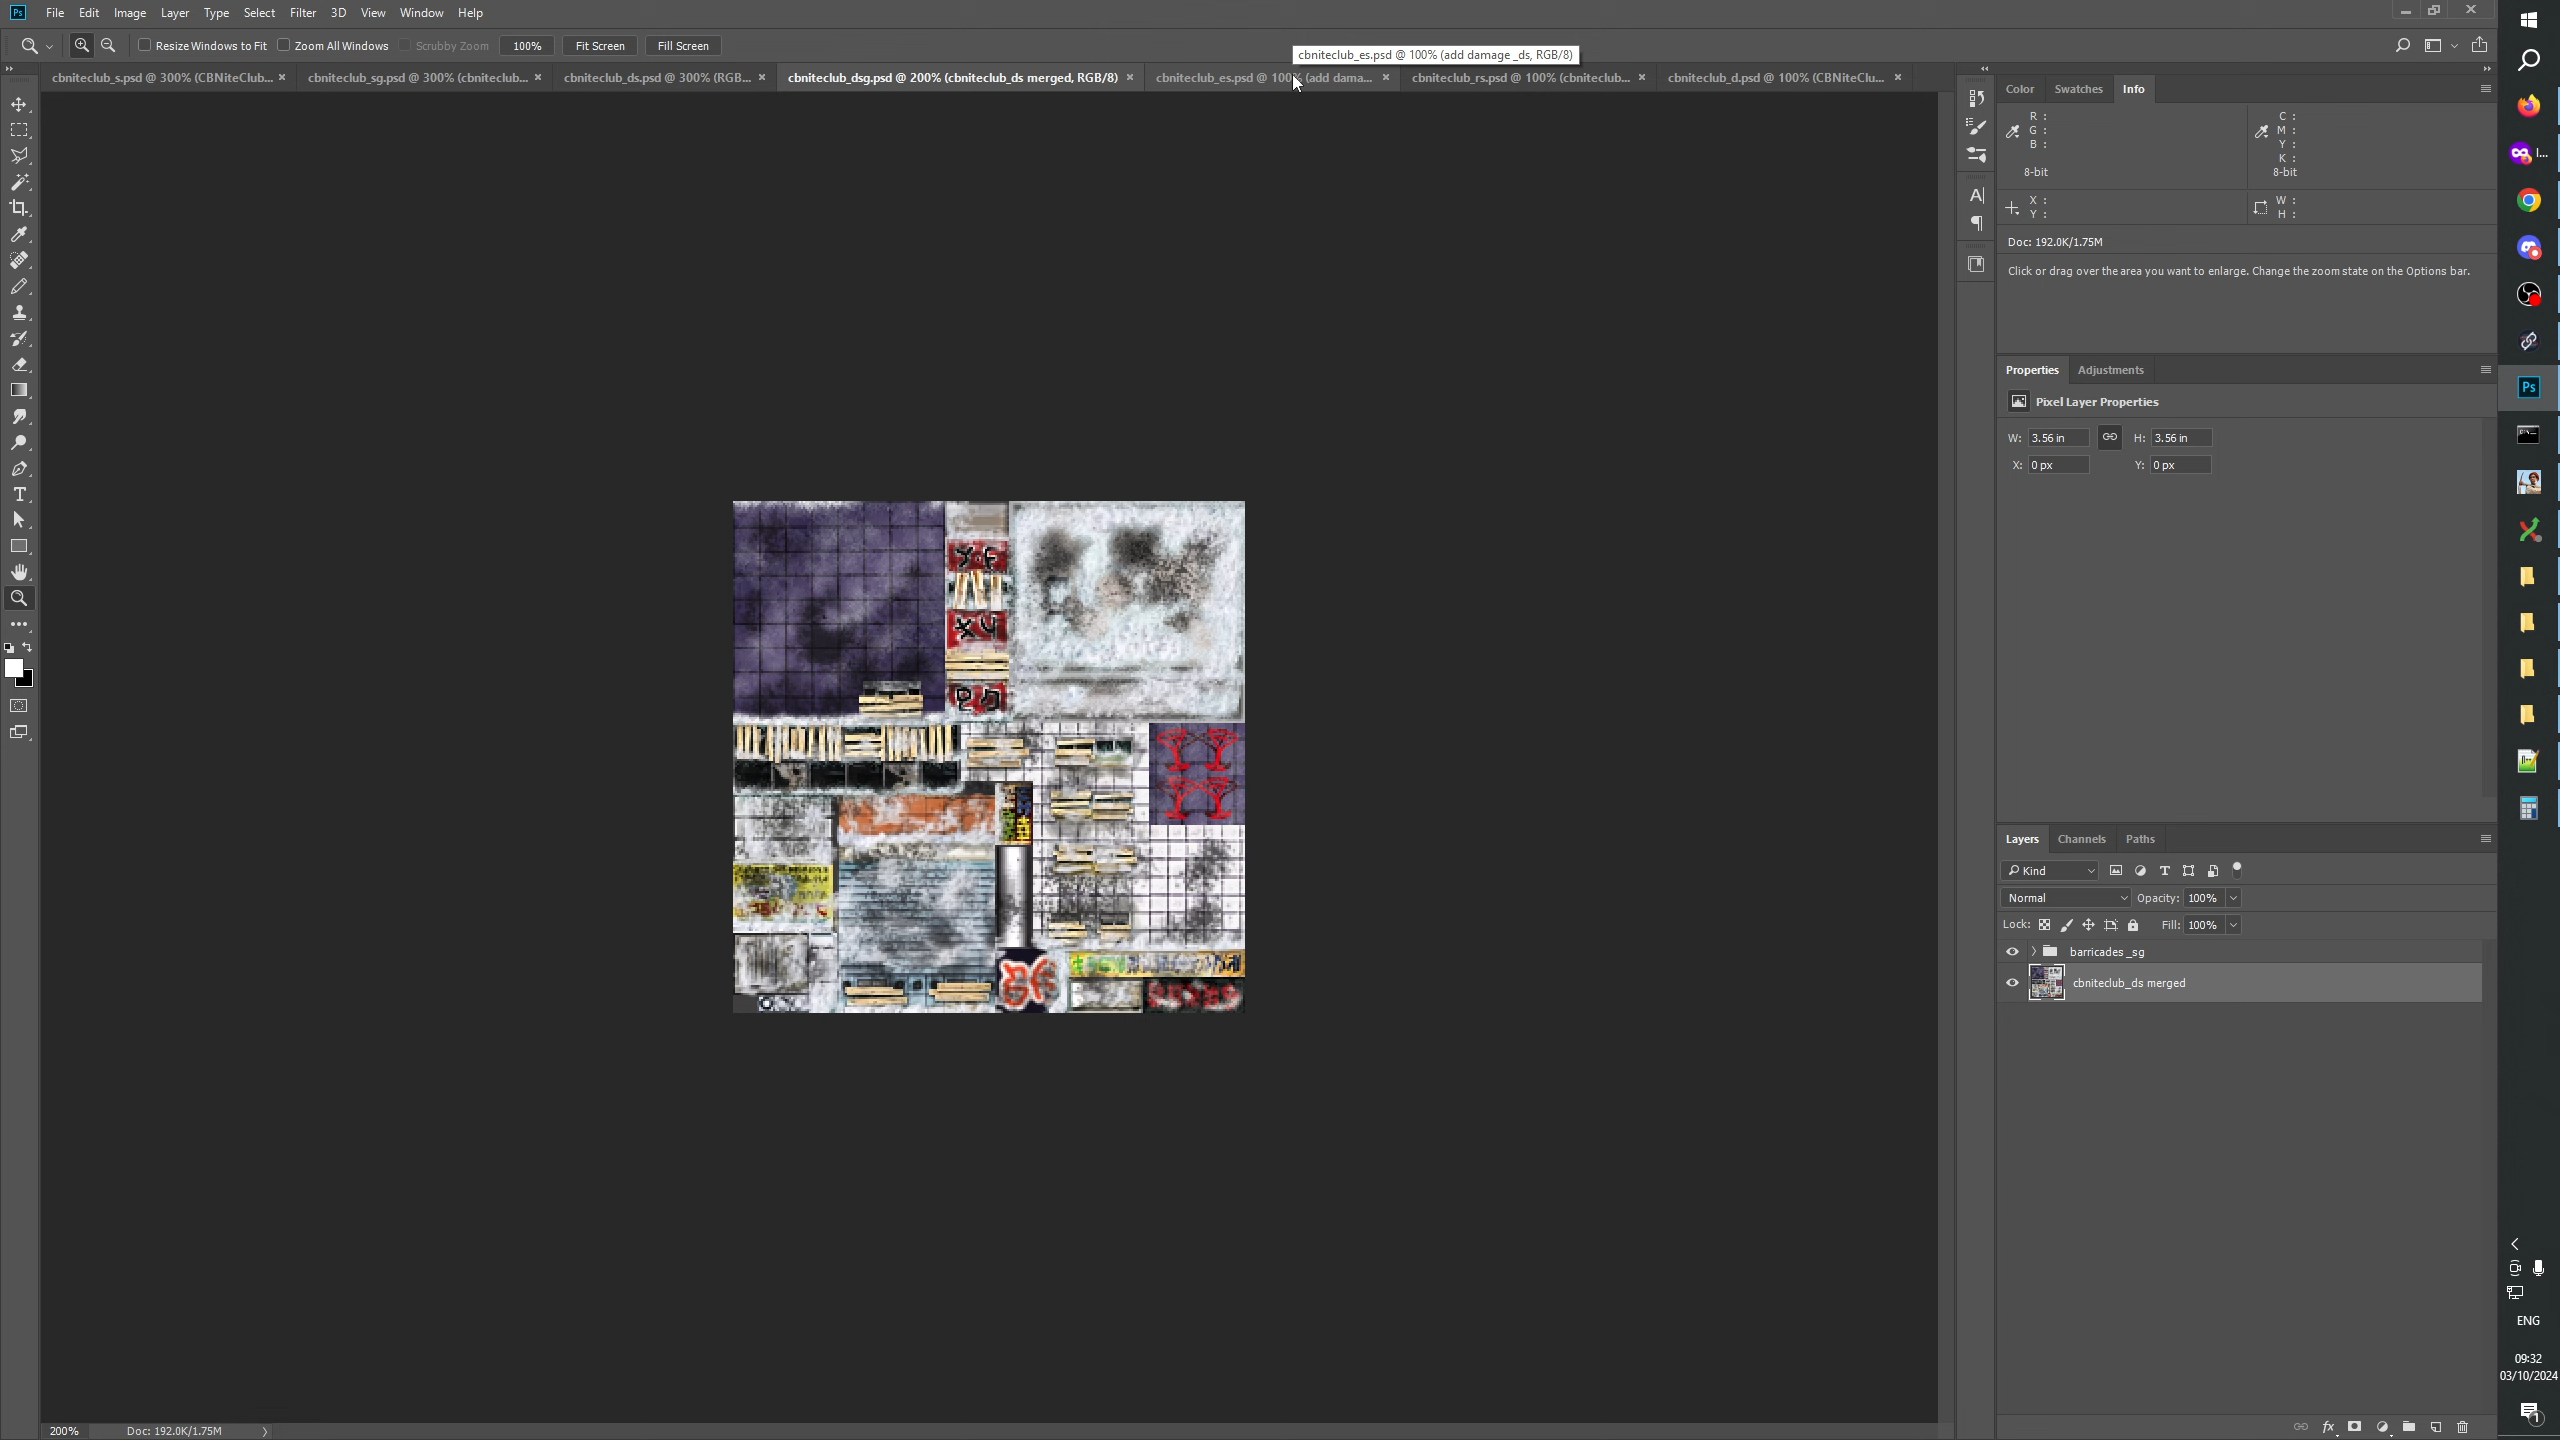 Ps File Edit Image Layer Type Select Filter 3D View Window Help
Resize Windows to Fit Zoom All Windows Scrubby Zoom 100% Fit Screen Fill Screen
cbniteclub_es.psd @ 100% (add damage _ds, RGB/8)
cbniteclub_s.psd @ 300% (CBNiteClub... × cbniteclub_sg.psd @ 300% (cbniteclub... × cbniteclub_ds.psd @ 300% (RGB... × cbniteclub_dsg.psd @ 200% (cbniteclub_ds merged, RGB/8) × cbniteclub_es.psd @ 100% (add dama... × cbniteclub_rs.psd @ 100% (cbniteclub... × cbniteclub_d.psd @ 100% (CBNiteClu... ×
Color Swatches Info
R : C :
G : M :
B : Y :
K :
8-bit 8-bit
X : W :
Y : H :
Doc: 192.0K/1.75M
Click or drag over the area you want to enlarge. Change the zoom state on the Options bar.
Properties Adjustments
Pixel Layer Properties
W: 3.56 in H: 3.56 in
X: 0 px Y: 0 px
Layers Channels Paths
Kind
Normal Opacity: 100%
Lock: Fill: 100%
barricades _sg
cbniteclub_ds merged
200% Doc: 192.0K/1.75M
I...
Ps
ENG
09:32
03/10/2024
1